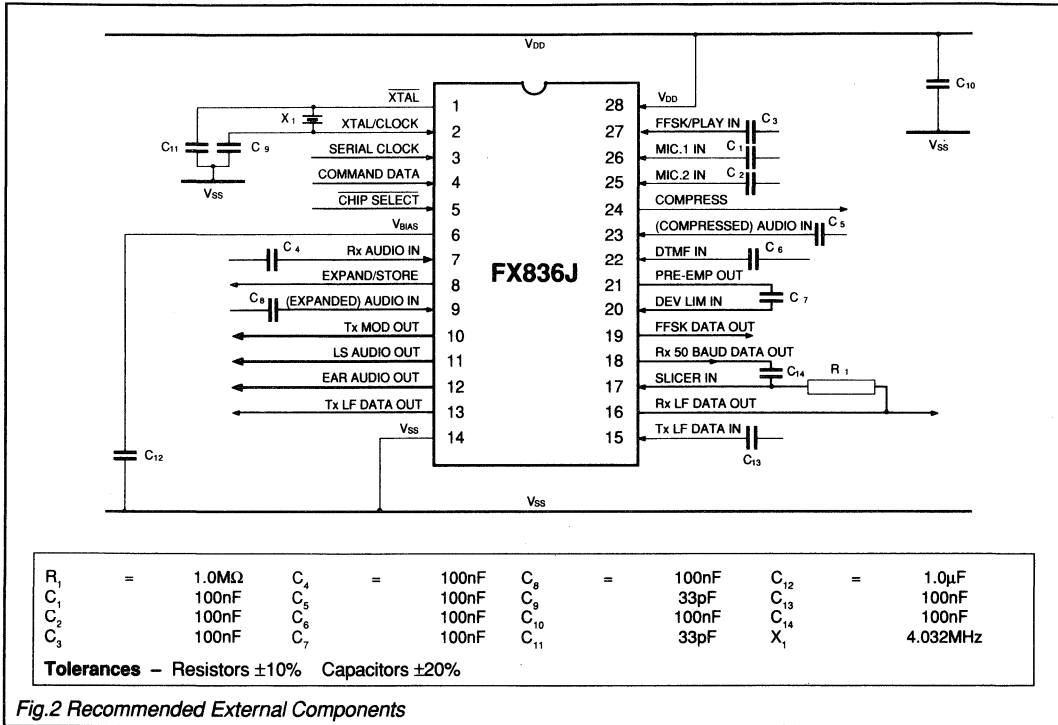 VDD
XTAL 1 28 VDD
C10
X1 XTAL/CLOCK 2 27 FFSK/PLAY IN C3
C11 C9 SERIAL CLOCK 3 26 MIC.1 IN C1
VSS
COMMAND DATA 4 25 MIC.2 IN C2
VSS
CHIP SELECT 5 24 COMPRESS
VBIAS 6 23 (COMPRESSED) AUDIO IN C5
C4 Rx AUDIO IN 7 22 DTMF IN C6
EXPAND/STORE 8 FX836J 21 PRE-EMP OUT
C8 (EXPANDED) AUDIO IN 9 20 DEV LIM IN C7
Tx MOD OUT 10 19 FFSK DATA OUT
LS AUDIO OUT 11 18 Rx 50 BAUD DATA OUT
C14 R1
EAR AUDIO OUT 12 17 SLICER IN
Tx LF DATA OUT 13 16 Rx LF DATA OUT
VSS 14 15 Tx LF DATA IN
C12 C13
VSS
R1 = 1.0MΩ C4 = 100nF C8 = 100nF C12 = 1.0µF
C1 100nF C5 100nF C9 33pF C13 100nF
C2 100nF C6 100nF C10 100nF C14 100nF
C3 100nF C7 100nF C11 33pF X1 4.032MHz
Tolerances – Resistors ±10% Capacitors ±20%
Fig.2 Recommended External Components